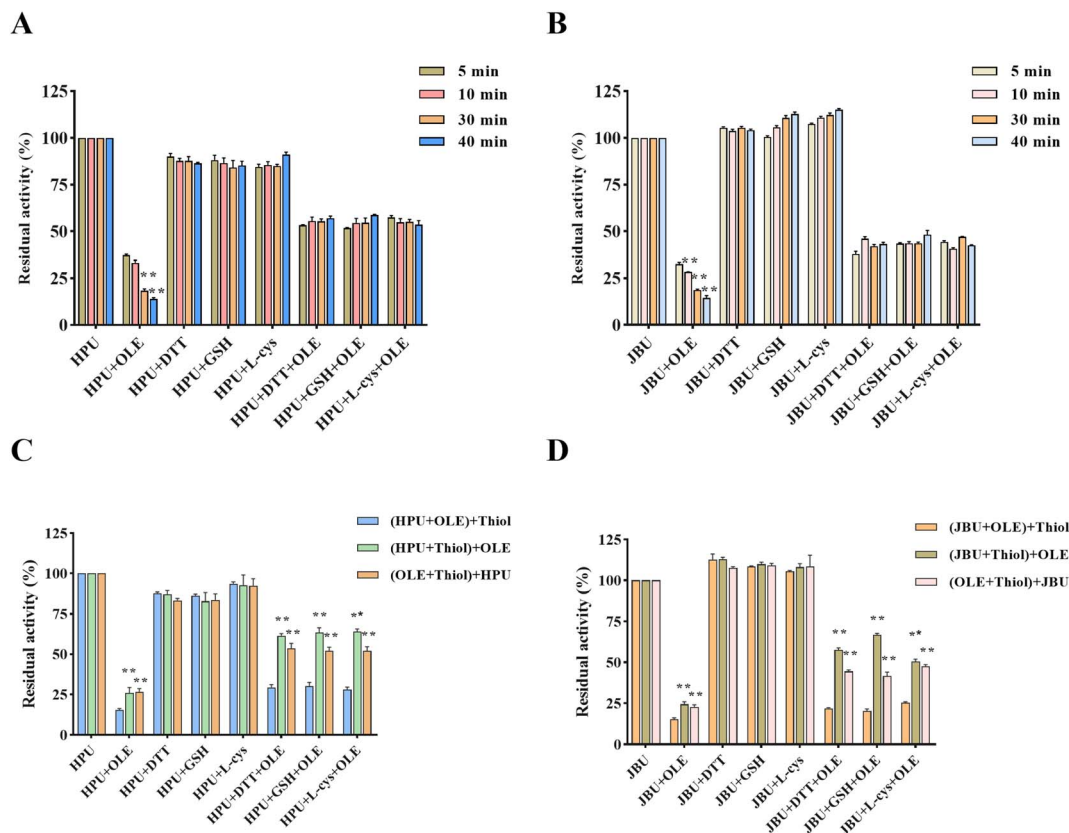 A
B
5 min
10 min
30 min
40 min
5 min
10 min
30 min
40 min
Residual activity (%)
125
100
75
50
25
0
**
**
HPU
HPU+OLE
HPU+DTT
HPU+GSH
HPU+L-cys
HPU+DTT+OLE
HPU+GSH+OLE
HPU+L-cys+OLE
Residual activity (%)
125
100
75
50
25
0
**
**
**
JBU
JBU+OLE
JBU+DTT
JBU+GSH
JBU+L-cys
JBU+DTT+OLE
JBU+GSH+OLE
JBU+L-cys+OLE
C
D
(HPU+OLE)+Thiol
(HPU+Thiol)+OLE
(OLE+Thiol)+HPU
(JBU+OLE)+Thiol
(JBU+Thiol)+OLE
(OLE+Thiol)+JBU
Residual activity (%)
125
100
75
50
25
0
**
**
**
**
**
**
**
**
HPU
HPU+OLE
HPU+DTT
HPU+GSH
HPU+L-cys
HPU+DTT+OLE
HPU+GSH+OLE
HPU+L-cys+OLE
Residual activity (%)
125
100
75
50
25
0
**
**
**
**
**
**
**
**
JBU
JBU+OLE
JBU+DTT
JBU+GSH
JBU+L-cys
JBU+DTT+OLE
JBU+GSH+OLE
IBU+L-cys+OLE